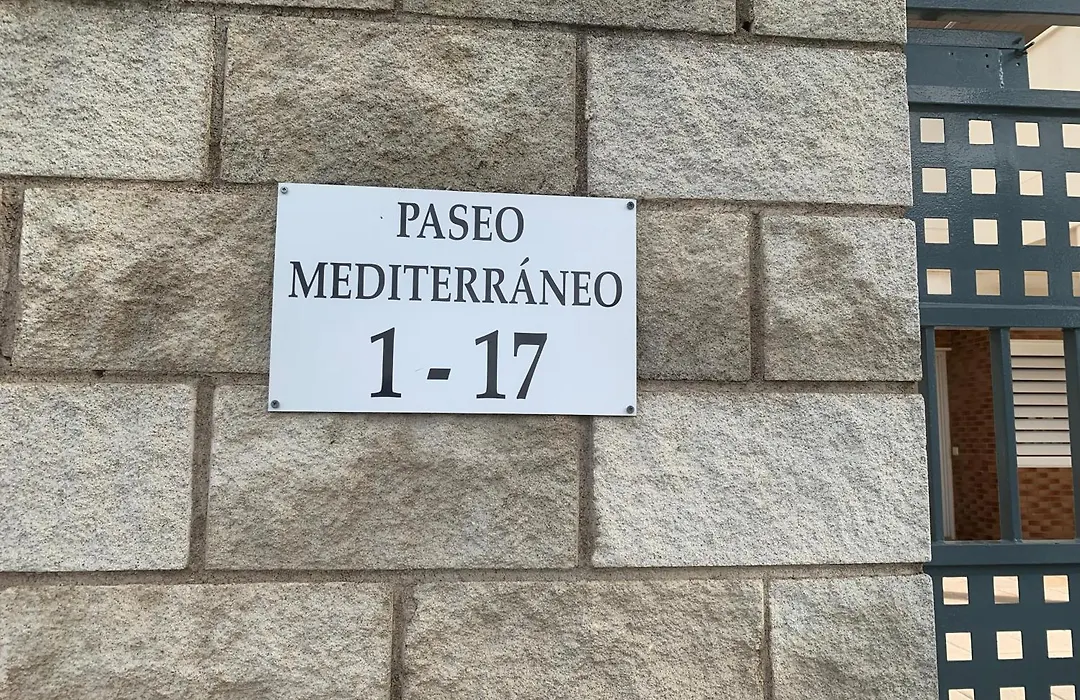 PASEO
MEDITERRÁNEO
1 - 17